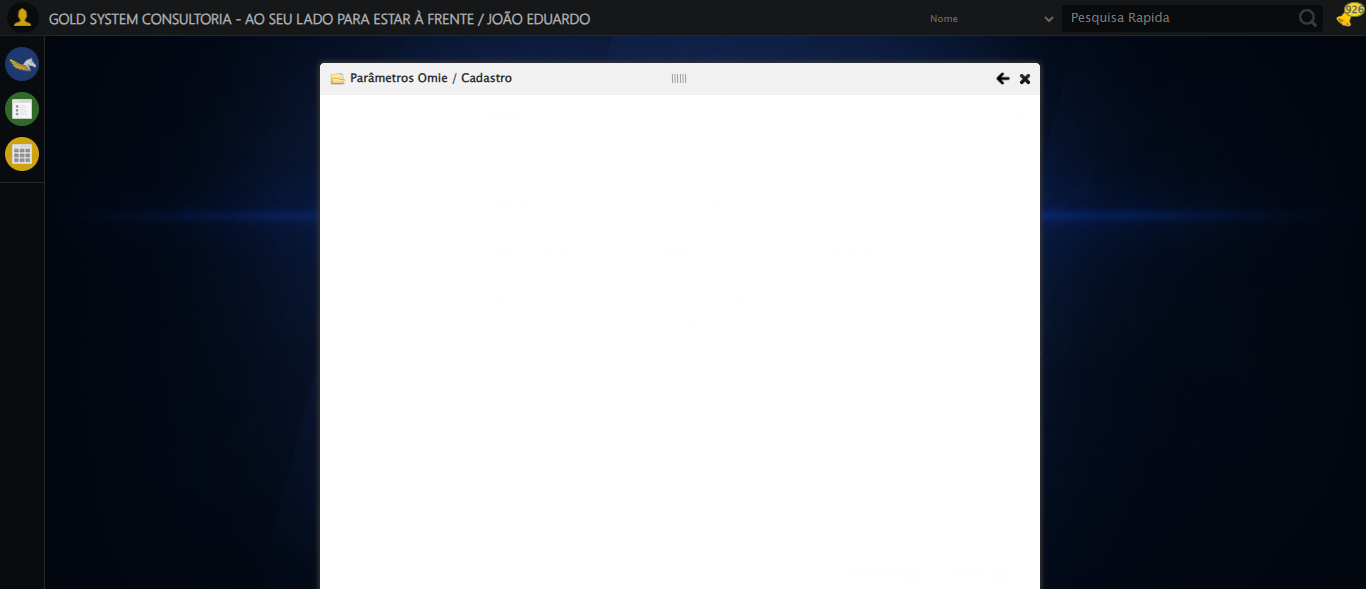 GOLD SYSTEM CONSULTORIA - AO SEU LADO PARA ESTAR À FRENTE / JOÃO EDUARDO
Nome
Pesquisa Rapida
926
Parâmetros Omie / Cadastro